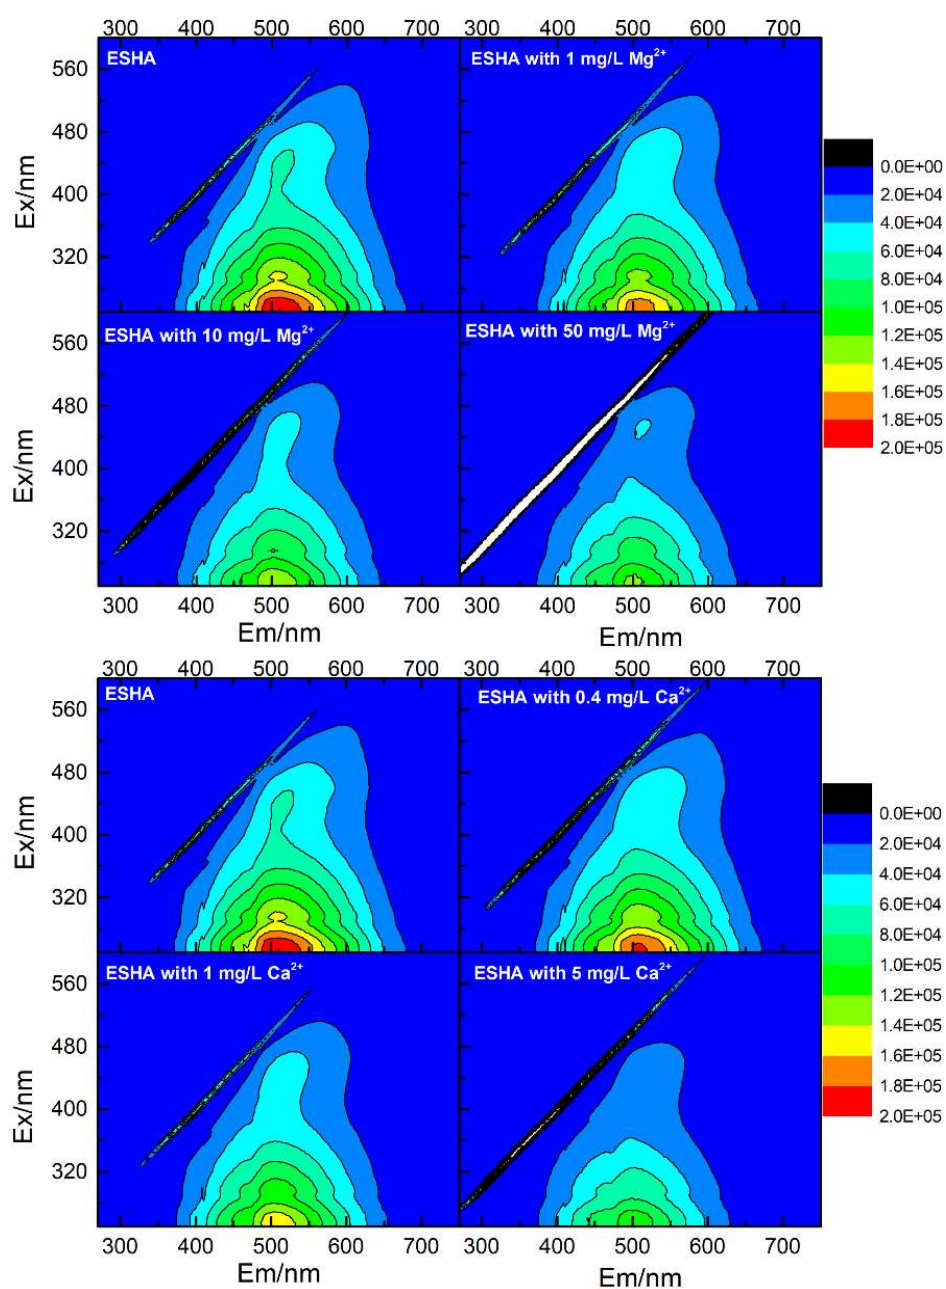 300 400 500 600 700 300 400 500 600 700
ESHA
ESHA with 1 mg/L Mg²⁺
560
480
400
320
Ex/nm
0.0E+00
2.0E+04
4.0E+04
6.0E+04
8.0E+04
1.0E+05
1.2E+05
1.4E+05
1.6E+05
1.8E+05
2.0E+05
ESHA with 10 mg/L Mg²⁺
ESHA with 50 mg/L Mg²⁺
560
480
400
320
Ex/nm
300 400 500 600 700 300 400 500 600 700
Em/nm Em/nm
300 400 500 600 700 300 400 500 600 700
ESHA
ESHA with 0.4 mg/L Ca²⁺
560
480
400
320
Ex/nm
0.0E+00
2.0E+04
4.0E+04
6.0E+04
8.0E+04
1.0E+05
1.2E+05
1.4E+05
1.6E+05
1.8E+05
2.0E+05
ESHA with 1 mg/L Ca²⁺
ESHA with 5 mg/L Ca²⁺
560
480
400
320
Ex/nm
300 400 500 600 700 300 400 500 600 700
Em/nm Em/nm